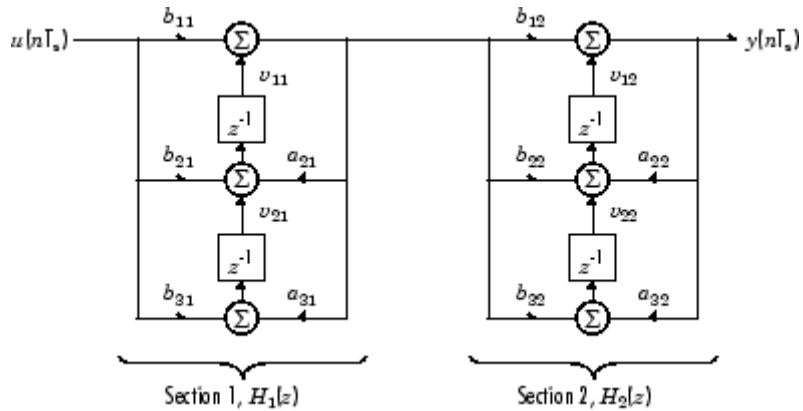 b₁₁ b₁₂
u(nTₛ) Σ Σ y(nTₛ)
v₁₁ v₁₂
z⁻¹ z⁻¹
b₂₁ a₂₁ b₂₂ a₂₂
Σ Σ
v₂₁ v₂₂
z⁻¹ z⁻¹
b₃₁ a₃₁ b₃₂ a₃₂
Σ Σ
Section 1, H₁(z) Section 2, H₂(z)